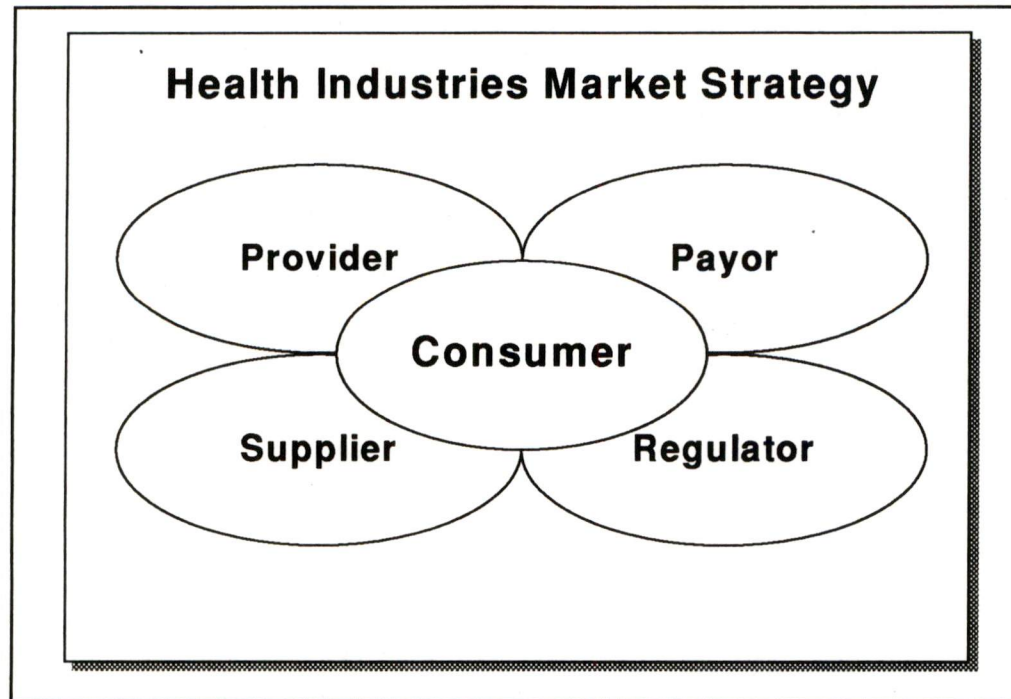 Health Industries Market Strategy
Provider
Payor
Consumer
Supplier
Regulator